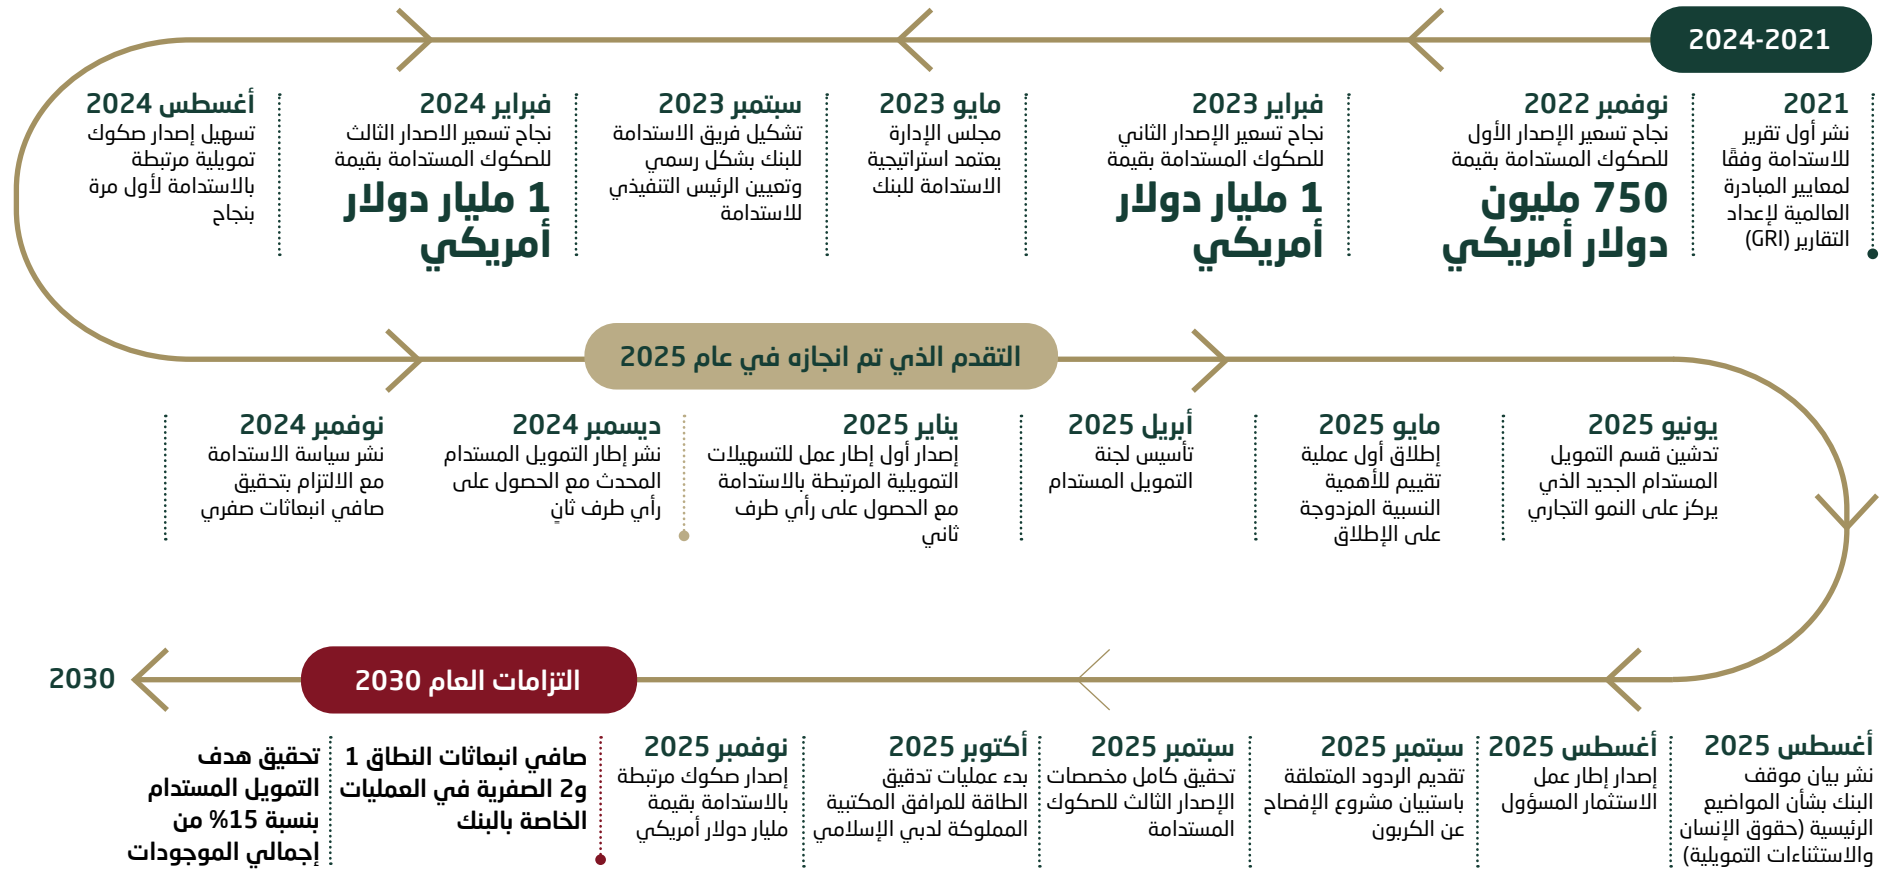 2024-2021
2021
نشر أول تقرير
للاستدامة وفقًا
لمعايير المبادرة
العالمية لإعداد
التقارير (GRI)
نوفمبر 2022
نجاح تسعير الإصدار الأول
للصكوك المستدامة بقيمة
750 مليون
دولار أمريكي
فبراير 2023
نجاح تسعير الإصدار الثاني
للصكوك المستدامة بقيمة
1 مليار دولار
أمريكي
مايو 2023
مجلس الإدارة
يعتمد استراتيجية
الاستدامة للبنك
سبتمبر 2023
تشكيل فريق الاستدامة
للبنك بشكل رسمي
وتعيين الرئيس التنفيذي
للاستدامة
فبراير 2024
نجاح تسعير الاصدار الثالث
للصكوك المستدامة بقيمة
1 مليار دولار
أمريكي
أغسطس 2024
تسهيل إصدار صكوك
تمويلية مرتبطة
بالاستدامة لأول مرة
بنجاح
التقدم الذي تم انجازه في عام 2025
نوفمبر 2024
نشر سياسة الاستدامة
مع الالتزام بتحقيق
صافي انبعاثات صفري
ديسمبر 2024
نشر إطار التمويل المستدام
المحدث مع الحصول على
رأي طرف ثانٍ
يناير 2025
إصدار أول إطار عمل للتسهيلات
التمويلية المرتبطة بالاستدامة
مع الحصول على رأي طرف
ثاني
أبريل 2025
تأسيس لجنة
التمويل المستدام
مايو 2025
إطلاق أول عملية
تقييم للأهمية
النسبية المزدوجة
على الإطلاق
يونيو 2025
تدشين قسم التمويل
المستدام الجديد الذي
يركز على النمو التجاري
التزامات العام 2030
2030
أغسطس 2025
نشر بيان موقف
البنك بشأن المواضيع
الرئيسية (حقوق الإنسان
والاستثناءات التمويلية)
أغسطس 2025
إصدار إطار عمل
الاستثمار المسؤول
سبتمبر 2025
تقديم الردود المتعلقة
باستبيان مشروع الإفصاح
عن الكربون
سبتمبر 2025
تحقيق كامل مخصصات
الإصدار الثالث للصكوك
المستدامة
أكتوبر 2025
بدء عمليات تدقيق
الطاقة للمرافق المكتبية
المملوكة لدبي الإسلامي
نوفمبر 2025
إصدار صكوك مرتبطة
بالاستدامة بقيمة
مليار دولار أمريكي
صافي انبعاثات النطاق 1
و2 الصفرية في العمليات
الخاصة بالبنك
تحقيق هدف
التمويل المستدام
بنسبة 15% من
إجمالي الموجودات